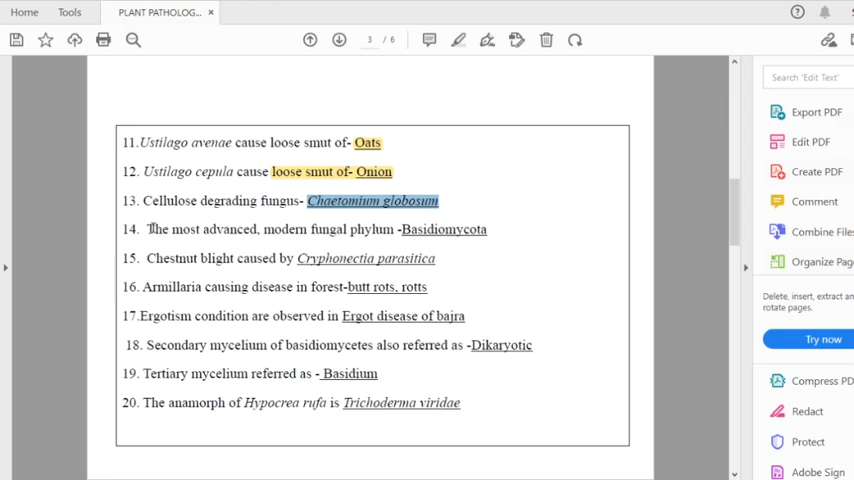 Home Tools PLANT PATHOLOG... ×
3 / 6
Search 'Edit Text'
11.Ustilago avenae cause loose smut of- Oats
12. Ustilago cepula cause loose smut of- Onion
13. Cellulose degrading fungus- Chaetomium globosum
14. The most advanced, modern fungal phylum -Basidiomycota
15. Chestnut blight caused by Cryphonectia parasitica
16. Armillaria causing disease in forest-butt rots, rotts
17.Ergotism condition are observed in Ergot disease of bajra
18. Secondary mycelium of basidiomycetes also referred as -Dikaryotic
19. Tertiary mycelium referred as - Basidium
20. The anamorph of Hypocrea rufa is Trichoderma viridae
Export PDF
Edit PDF
Create PDF
Comment
Combine Files
Organize Pag
Delete, insert, extract an
rotate pages.
Try now
Compress PD
Redact
Protect
Adobe Sign